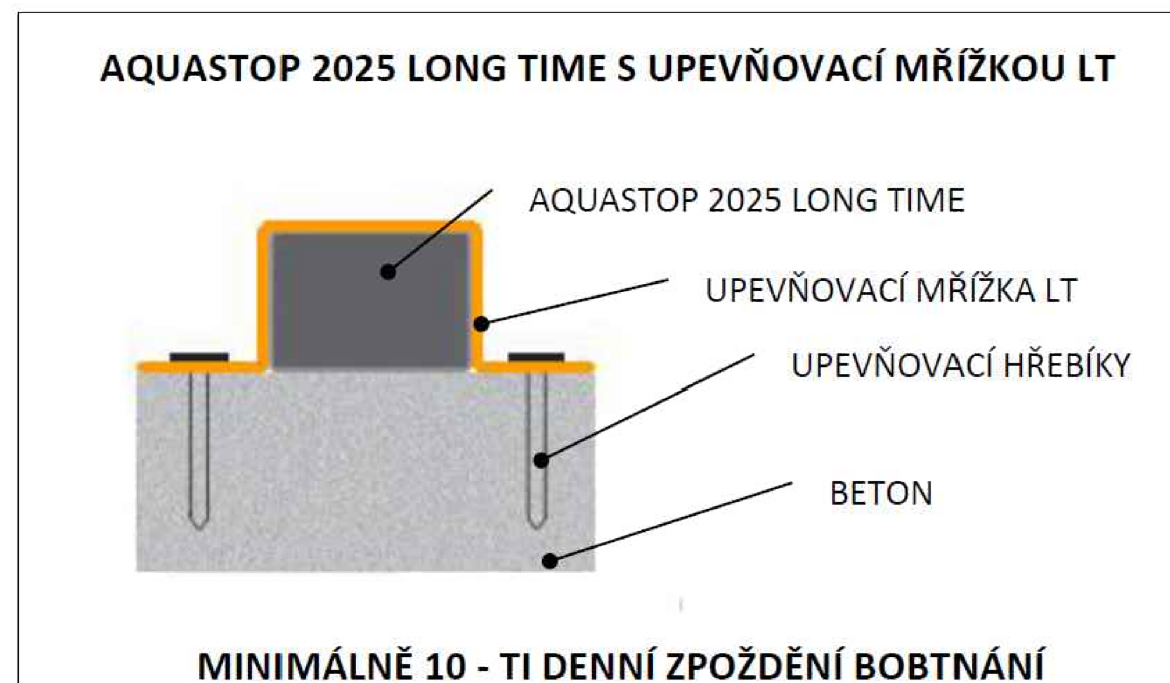 AQUASTOP 2025 LONG TIME S UPEVŇOVACÍ MŘÍŽKOU LT
AQUASTOP 2025 LONG TIME
UPEVŇOVACÍ MŘÍŽKA LT
UPEVŇOVACÍ HŘEBÍKY
BETON
MINIMÁLNĚ 10 - TI DENNÍ ZPOŽDĚNÍ BOBTNÁNÍ